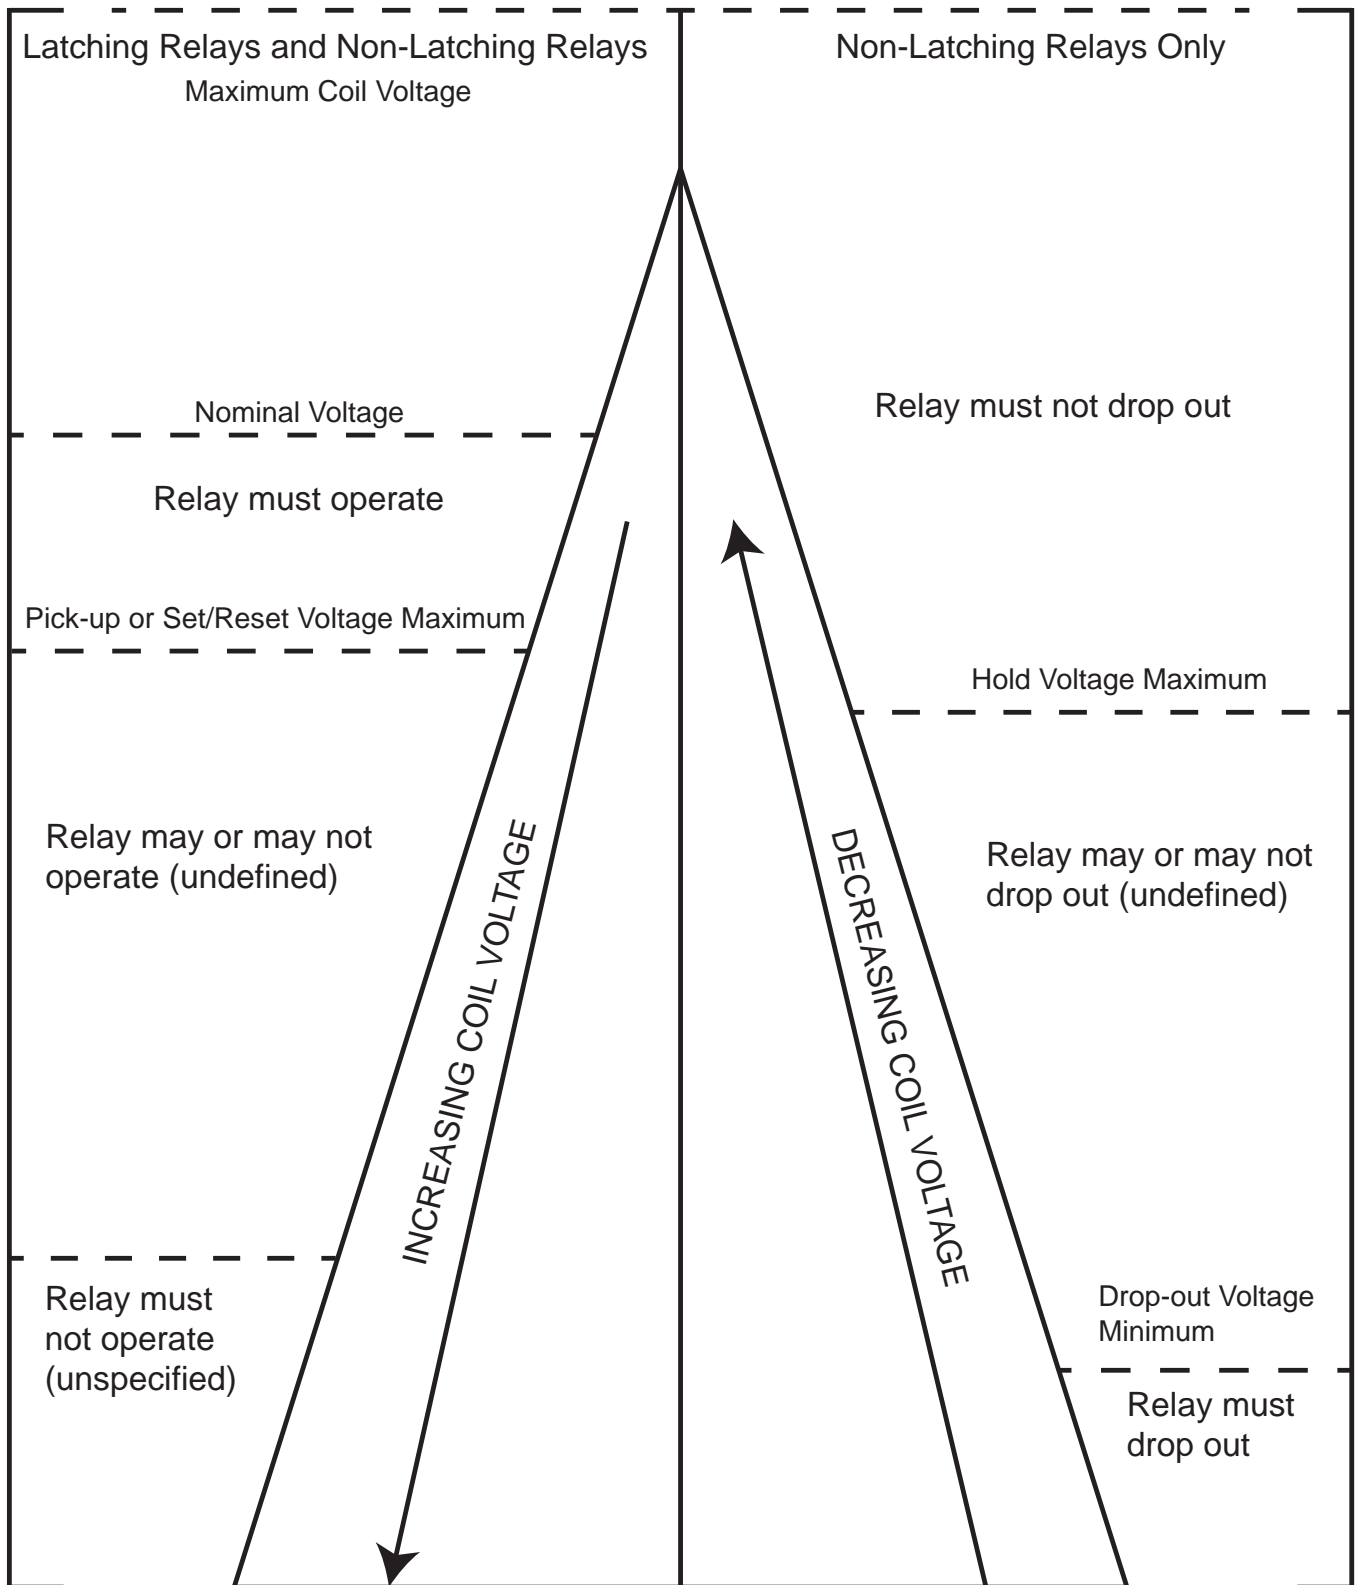 Latching Relays and Non-Latching Relays
Maximum Coil Voltage
Nominal Voltage
Relay must operate
Pick-up or Set/Reset Voltage Maximum
Relay may or may not
operate (undefined)
Relay must
not operate
(unspecified)
INCREASING COIL VOLTAGE
Non-Latching Relays Only
Relay must not drop out
Hold Voltage Maximum
Relay may or may not
drop out (undefined)
DECREASING COIL VOLTAGE
Drop-out Voltage
Minimum
Relay must
drop out